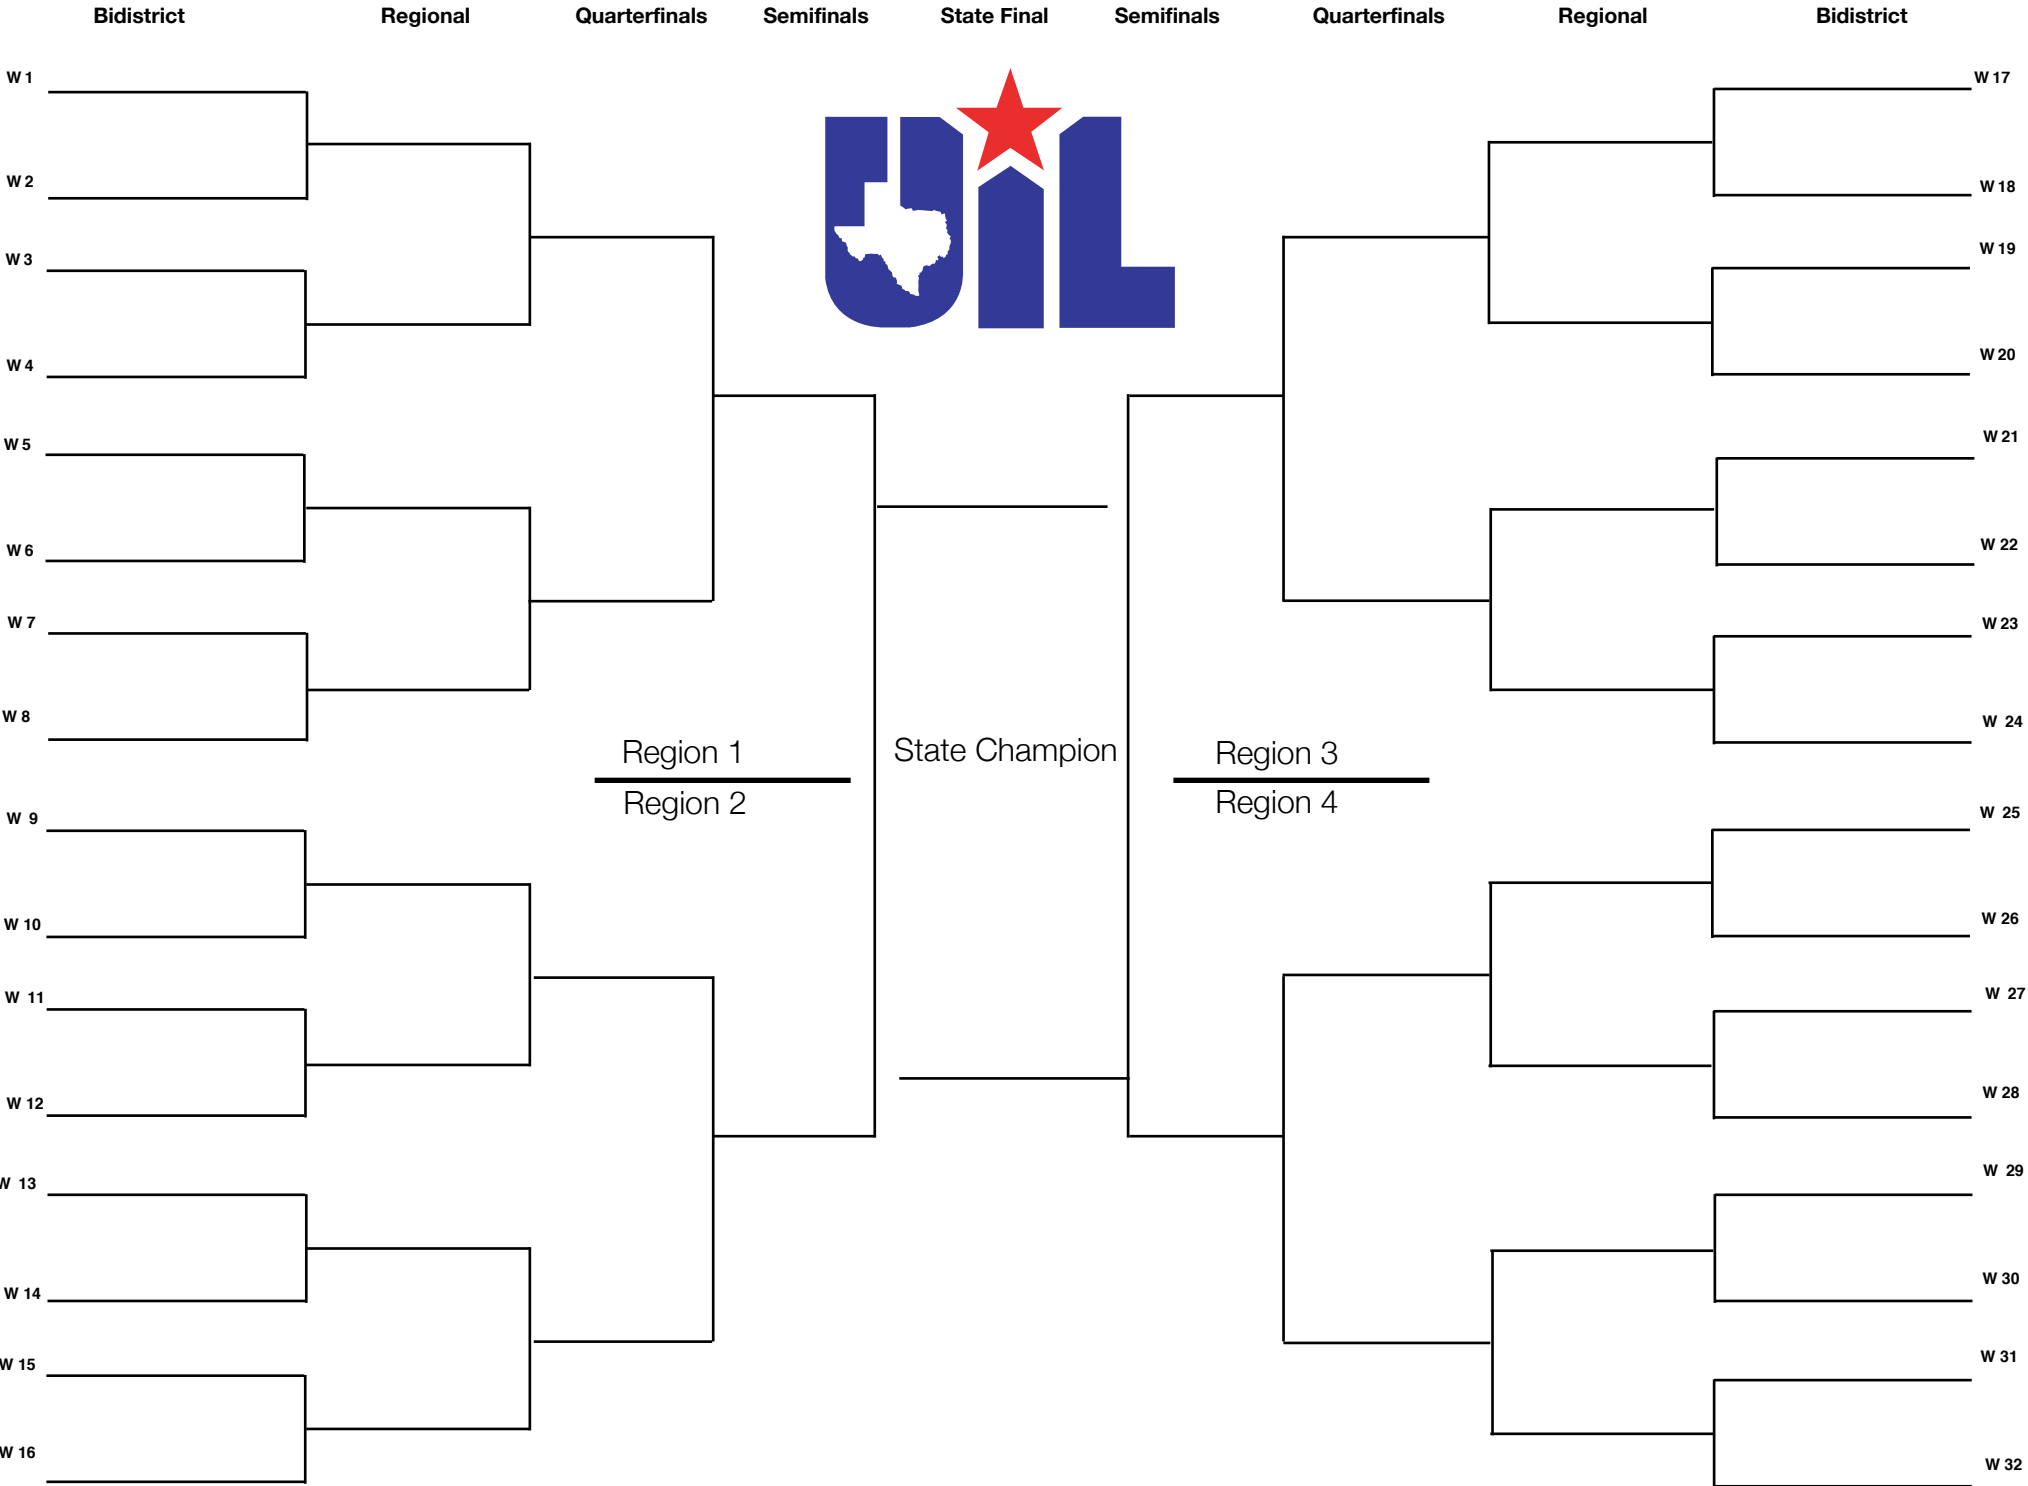 Bidistrict Regional Quarterfinals Semifinals State Final Semifinals Quarterfinals Regional Bidistrict
UIL
W 1
W 2
W 3
W 4
W 5
W 6
W 7
W 8
W 9
W 10
W 11
W 12
W 13
W 14
W 15
W 16
Region 1
Region 2
State Champion
Region 3
Region 4
W 17
W 18
W 19
W 20
W 21
W 22
W 23
W 24
W 25
W 26
W 27
W 28
W 29
W 30
W 31
W 32